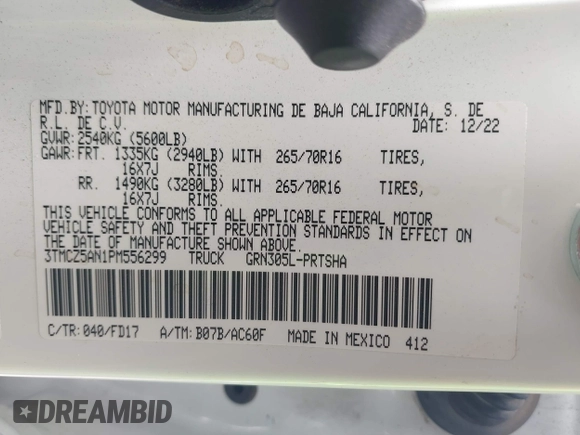 MFD.BY:TOYOTA MOTOR MANUFACTURING DE BAJA CALIFORNIA, S. DE
R.L. DE C.V. DATE: 12/22
GVWR:2540KG (5600LB)
GAWR:FRT. 1335KG (2940LB) WITH 265/70R16 TIRES,
16X7J RIMS.
RR. 1490KG (3280LB) WITH 265/70R16 TIRES,
16X7J RIMS.
THIS VEHICLE CONFORMS TO ALL APPLICABLE FEDERAL MOTOR
VEHICLE SAFETY AND THEFT PREVENTION STANDARDS IN EFFECT ON
THE DATE OF MANUFACTURE SHOWN ABOVE.
3TMCZ5AN1PM556299 TRUCK GRN305L-PRTSHA
C/TR:040/FD17 A/TM:B07B/AC60F MADE IN MEXICO 412
DREAMBID